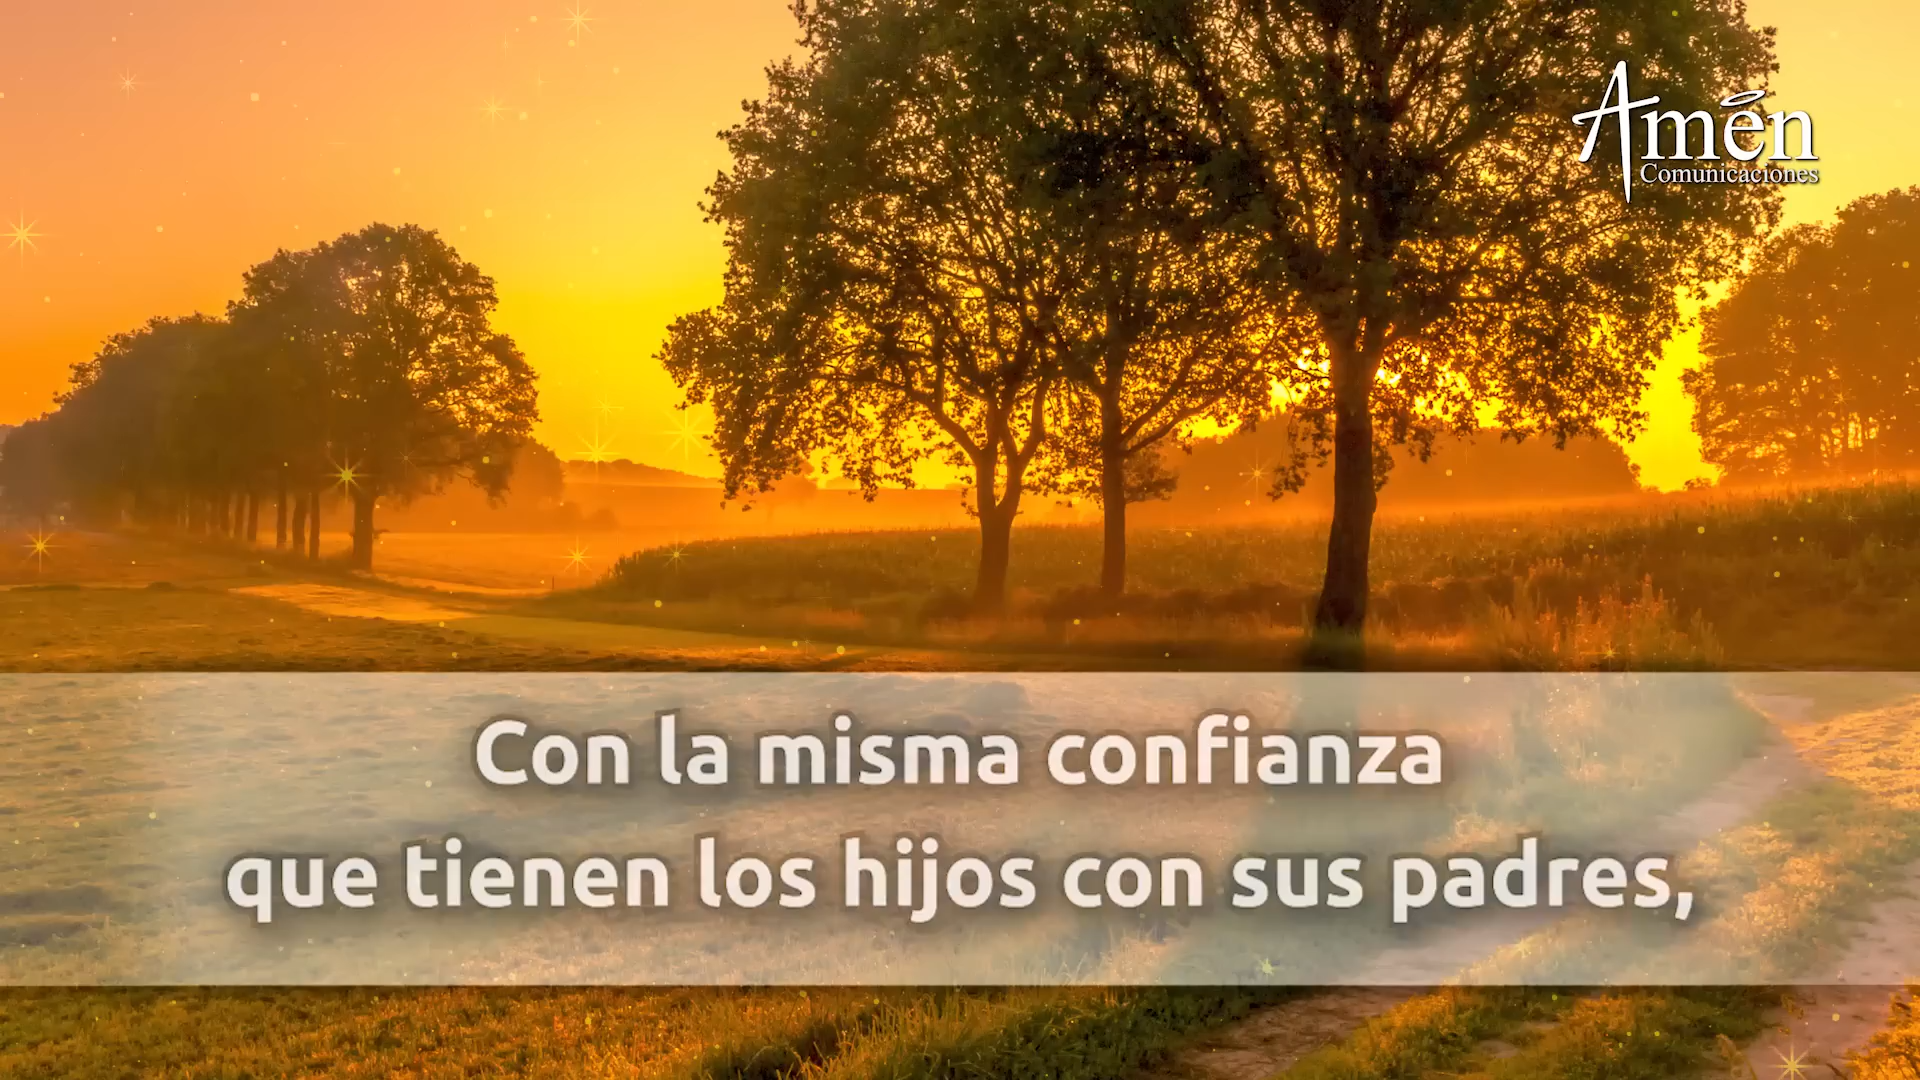 Amén
Comunicaciones
Con la misma confianza
que tienen los hijos con sus padres,